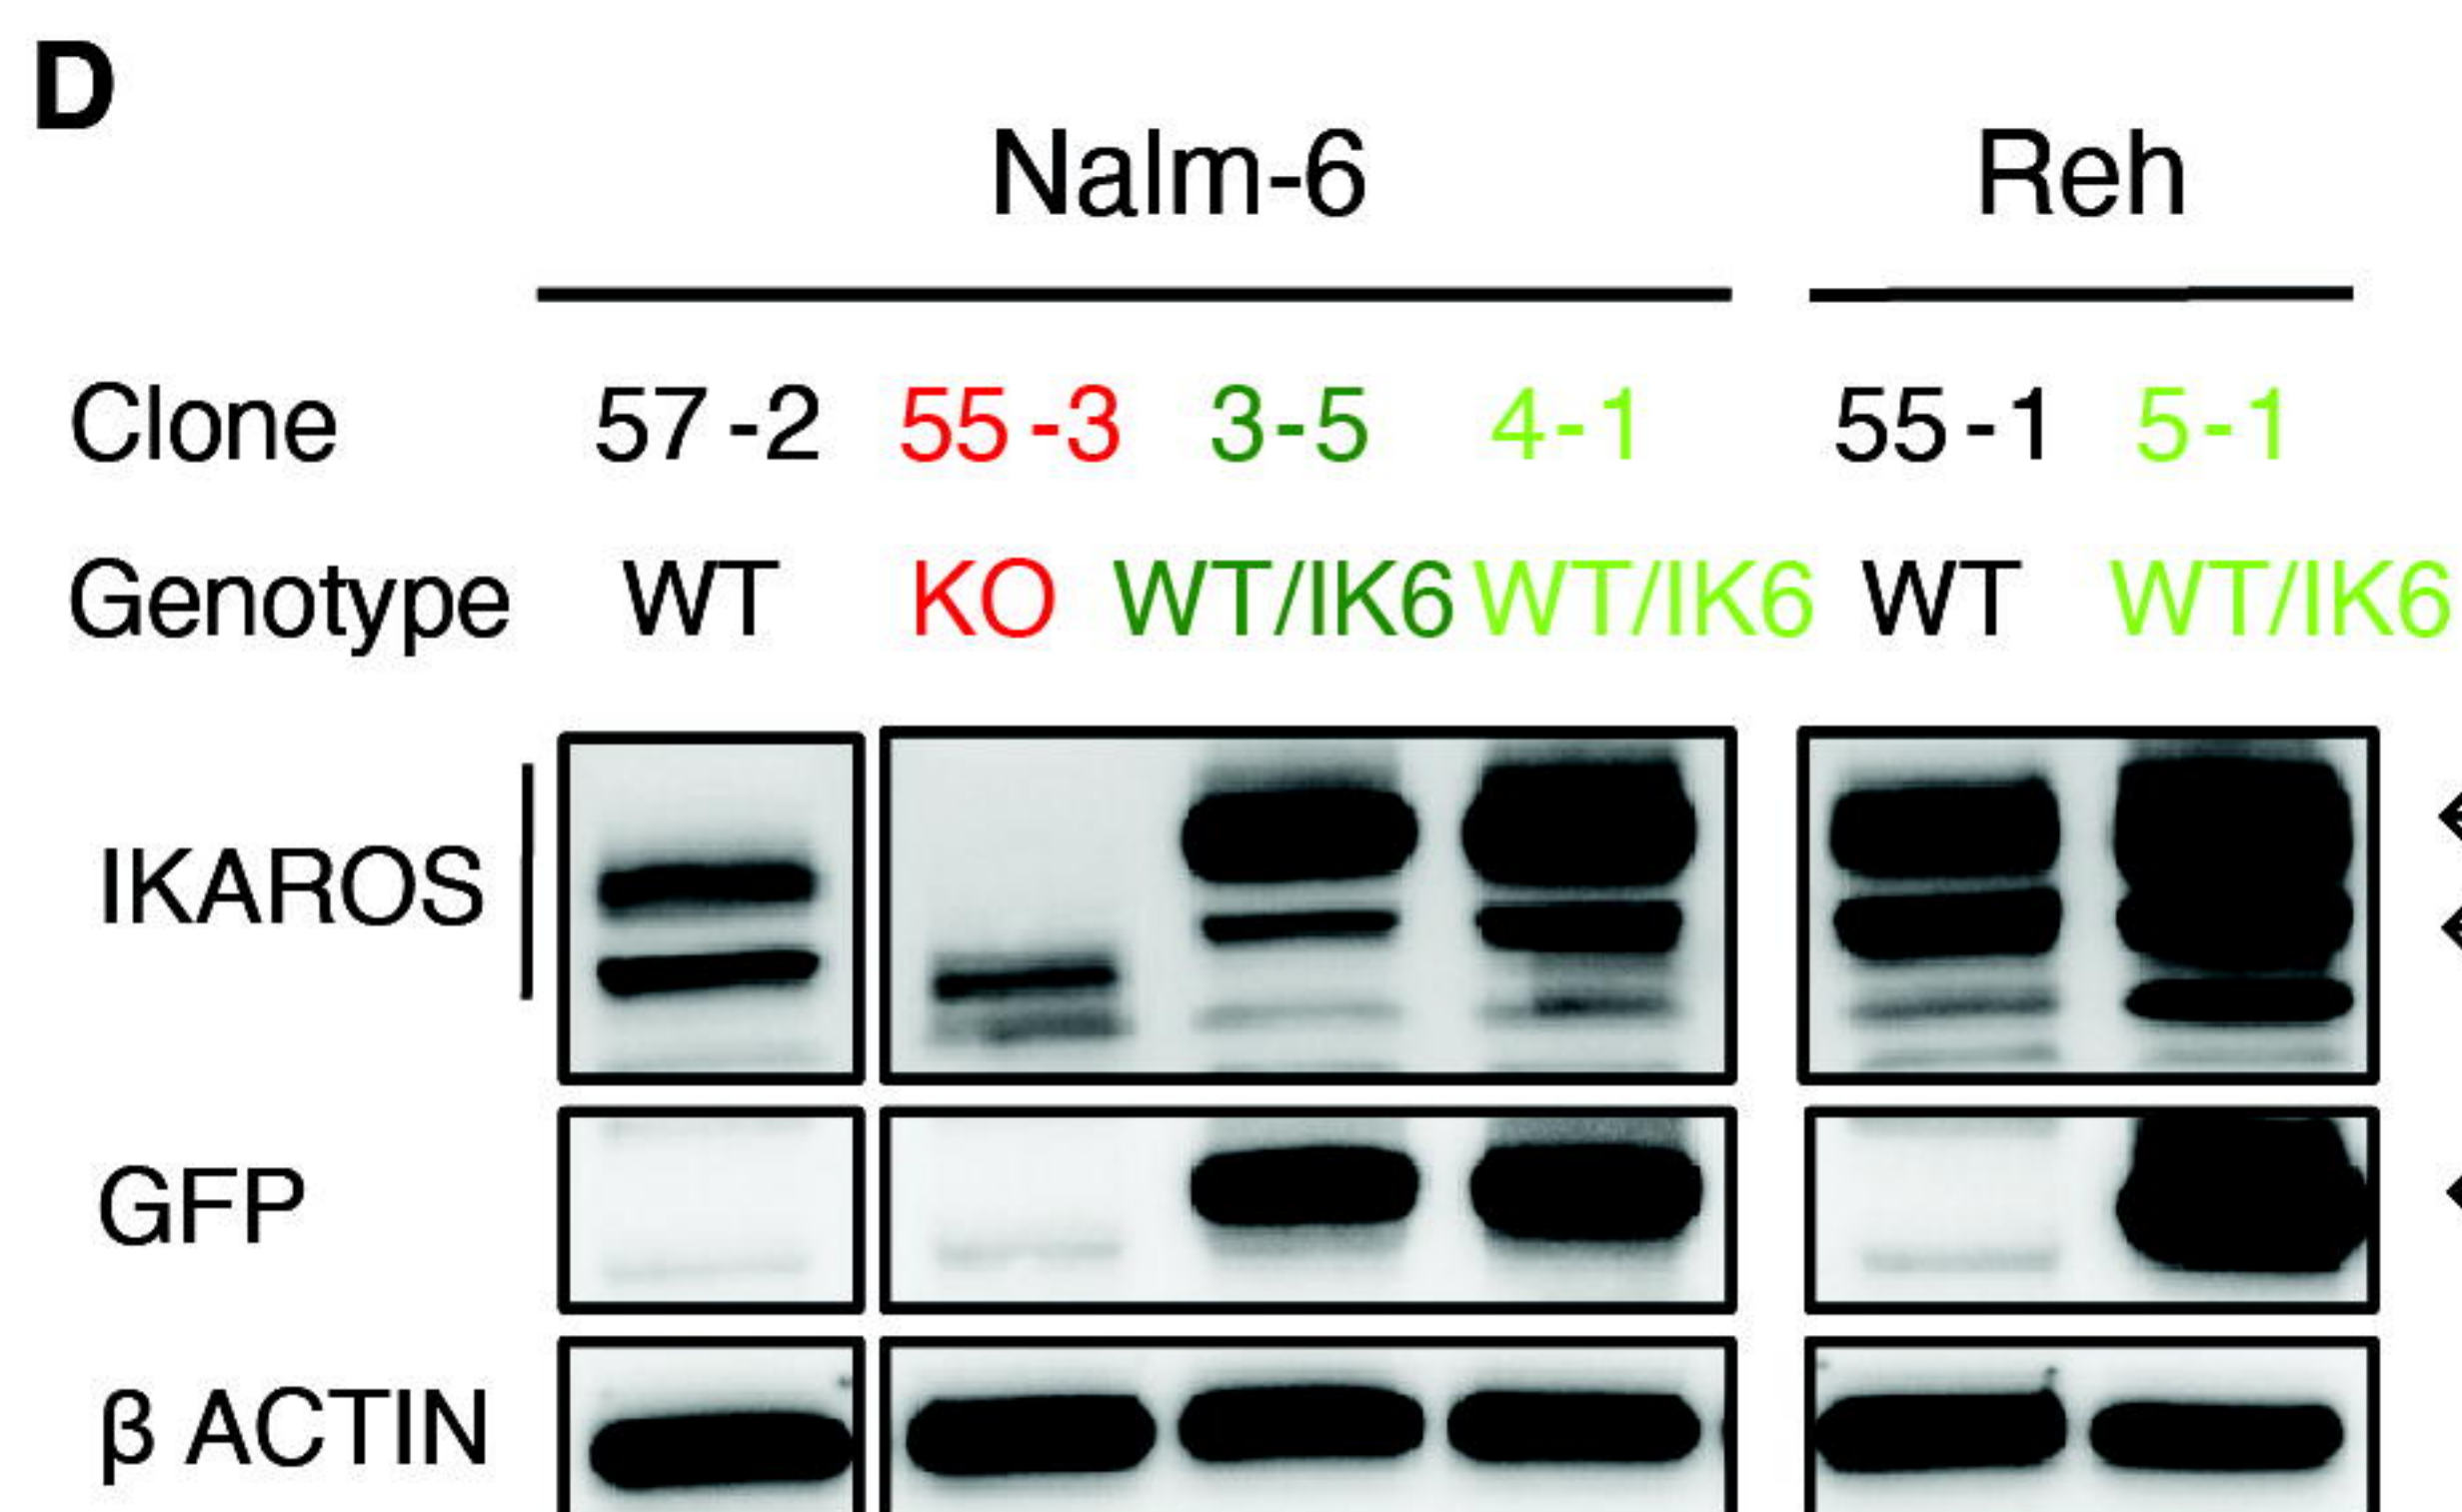 D
Nalm-6 Reh
Clone 57-2 55-3 3-5 4-1 55-1 5-1
Genotype WT KO WT/IK6 WT/IK6 WT WT/IK6
IKAROS
GFP
β ACTIN